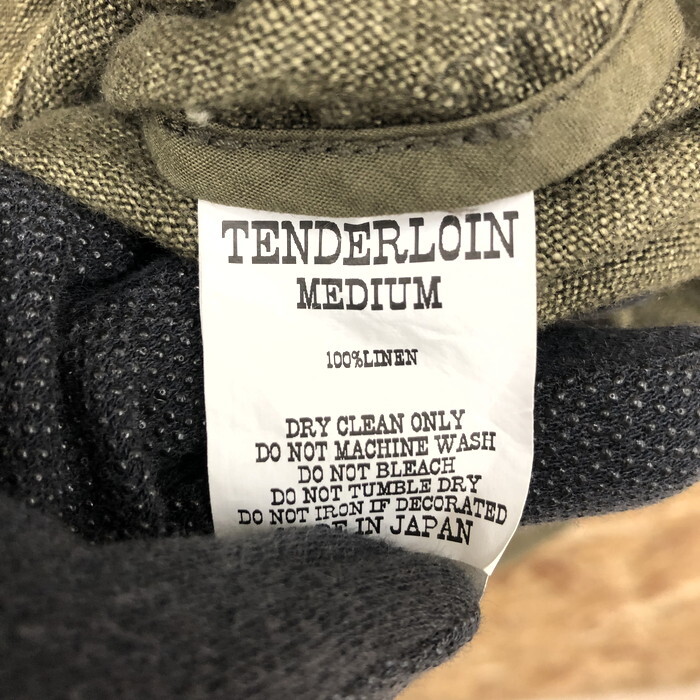 TENDERLOIN
MEDIUM
100%LINEN
DRY CLEAN ONLY
DO NOT MACHINE WASH
DO NOT BLEACH
DO NOT TUMBLE DRY
DO NOT IRON IF DECORATED
IN JAPAN